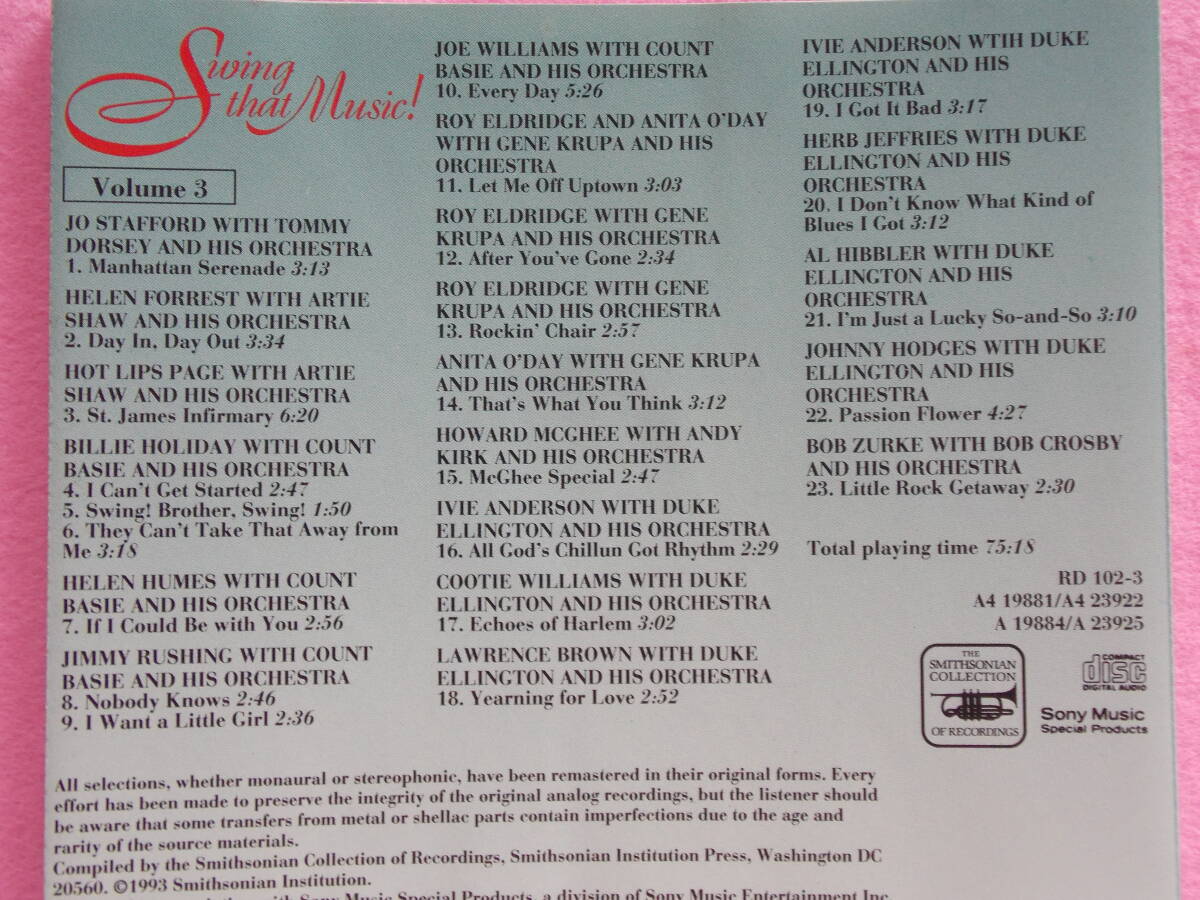 Swing
that Music!
Volume 3
JO STAFFORD WITH TOMMY
DORSEY AND HIS ORCHESTRA
1. Manhattan Serenade 3:13
HELEN FORREST WITH ARTIE
SHAW AND HIS ORCHESTRA
2. Day In, Day Out 3:34
HOT LIPS PAGE WITH ARTIE
SHAW AND HIS ORCHESTRA
3. St. James Infirmary 6:20
BILLIE HOLIDAY WITH COUNT
BASIE AND HIS ORCHESTRA
4. I Can't Get Started 2:47
5. Swing! Brother, Swing! 1:50
6. They Can't Take That Away from
Me 3:18
HELEN HUMES WITH COUNT
BASIE AND HIS ORCHESTRA
7. If I Could Be with You 2:56
JIMMY RUSHING WITH COUNT
BASIE AND HIS ORCHESTRA
8. Nobody Knows 2:46
9. I Want a Little Girl 2:36
JOE WILLIAMS WITH COUNT
BASIE AND HIS ORCHESTRA
10. Every Day 5:26
ROY ELDRIDGE AND ANITA O'DAY
WITH GENE KRUPA AND HIS
ORCHESTRA
11. Let Me Off Uptown 3:03
ROY ELDRIDGE WITH GENE
KRUPA AND HIS ORCHESTRA
12. After You've Gone 2:34
ROY ELDRIDGE WITH GENE
KRUPA AND HIS ORCHESTRA
13. Rockin' Chair 2:57
ANITA O'DAY WITH GENE KRUPA
AND HIS ORCHESTRA
14. That's What You Think 3:12
HOWARD MCGHEE WITH ANDY
KIRK AND HIS ORCHESTRA
15. McGhee Special 2:47
IVIE ANDERSON WITH DUKE
ELLINGTON AND HIS ORCHESTRA
16. All God's Chillun Got Rhythm 2:29
COOTIE WILLIAMS WITH DUKE
ELLINGTON AND HIS ORCHESTRA
17. Echoes of Harlem 3:02
LAWRENCE BROWN WITH DUKE
ELLINGTON AND HIS ORCHESTRA
18. Yearning for Love 2:52
IVIE ANDERSON WTIH DUKE
ELLINGTON AND HIS
ORCHESTRA
19. I Got It Bad 3:17
HERB JEFFRIES WITH DUKE
ELLINGTON AND HIS
ORCHESTRA
20. I Don't Know What Kind of
Blues I Got 3:12
AL HIBBLER WITH DUKE
ELLINGTON AND HIS
ORCHESTRA
21. I'm Just a Lucky So-and-So 3:10
JOHNNY HODGES WITH DUKE
ELLINGTON AND HIS
ORCHESTRA
22. Passion Flower 4:27
BOB ZURKE WITH BOB CROSBY
AND HIS ORCHESTRA
23. Little Rock Getaway 2:30
Total playing time 75:18
RD 102-3
A4 19881/A4 23922
A 19884/A 23925
THE
SMITHSONIAN
COLLECTION
OF RECORDINGS
COMPACT
disc
DIGITAL AUDIO
Sony Music
Special Products
All selections, whether monaural or stereophonic, have been remastered in their original forms. Every
effort has been made to preserve the integrity of the original analog recordings, but the listener should
be aware that some transfers from metal or shellac parts contain imperfections due to the age and
rarity of the source materials.
Compiled by the Smithsonian Collection of Recordings, Smithsonian Institution Press, Washington DC
20560. ©1993 Smithsonian Institution.
with Sony Music Special Products, a division of Sony Music Entertainment Inc.